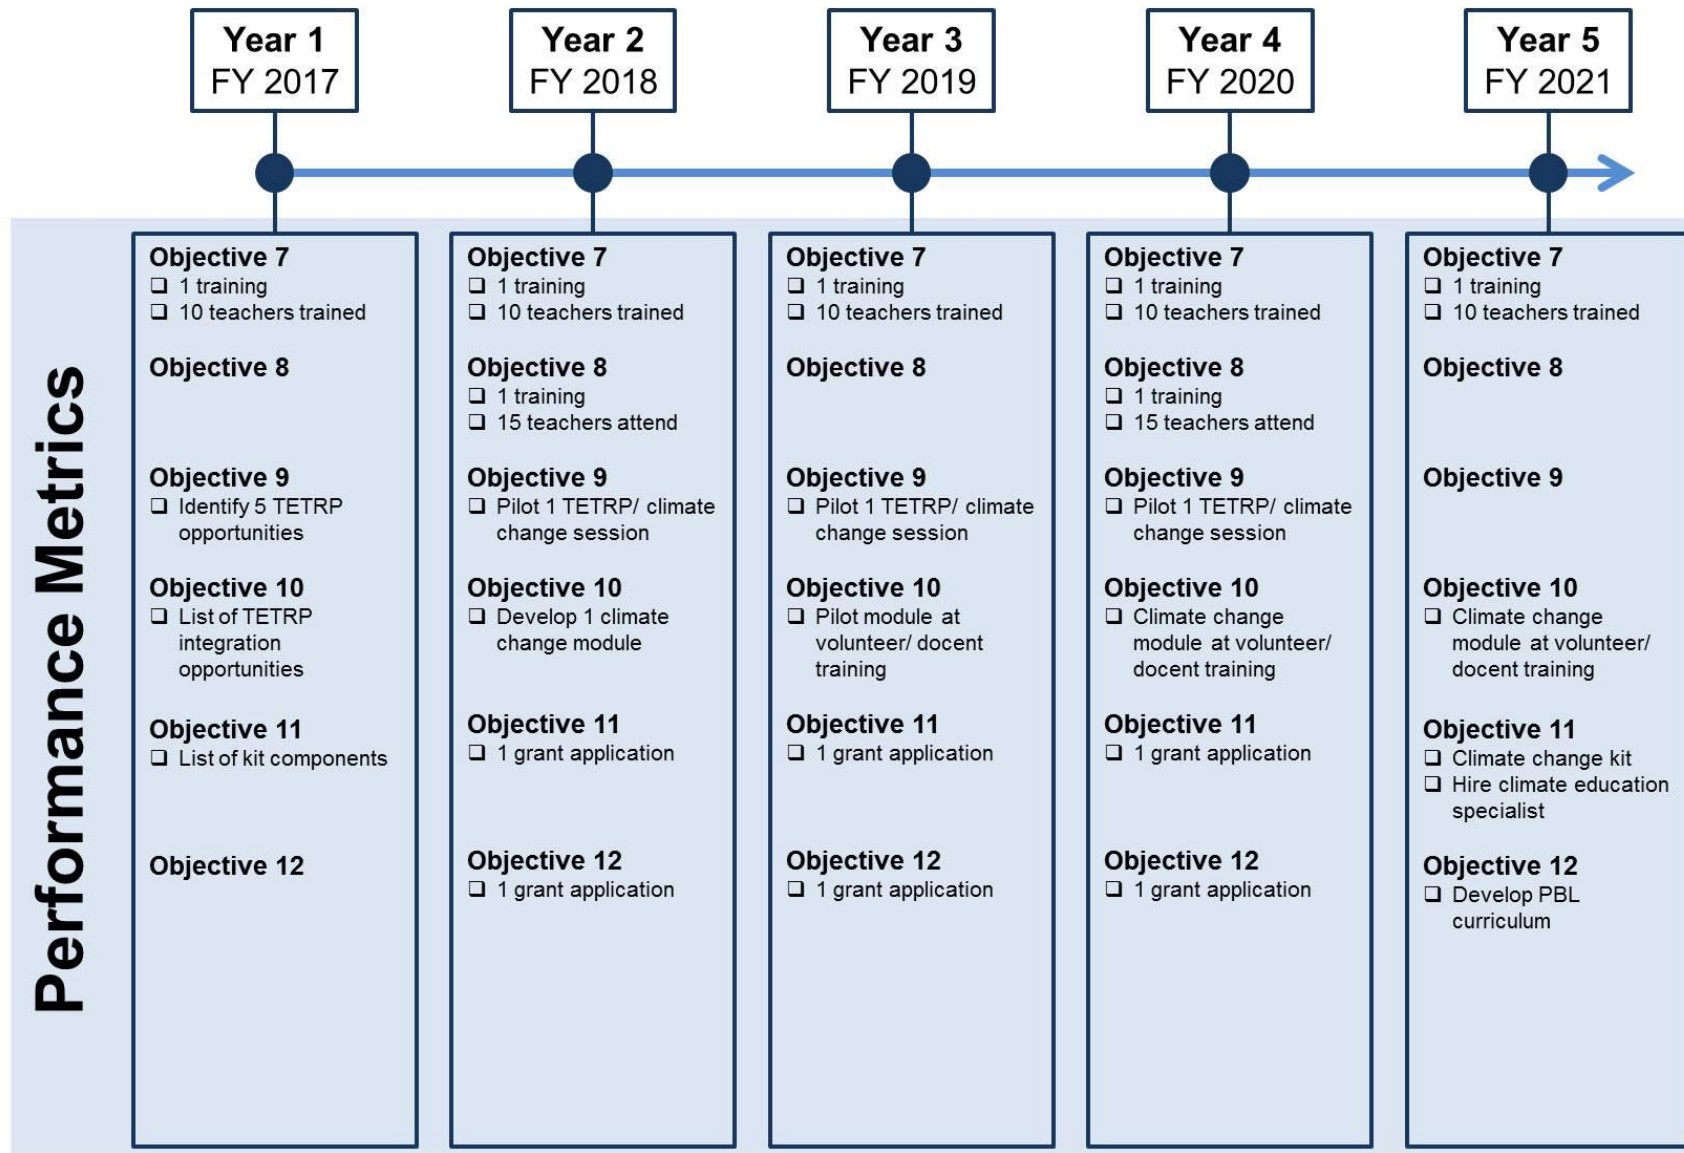 Year 1
FY 2017
Year 2
FY 2018
Year 3
FY 2019
Year 4
FY 2020
Year 5
FY 2021
Performance Metrics
Objective 7
❑ 1 training
❑ 10 teachers trained
Objective 8
Objective 9
❑ Identify 5 TETRP
opportunities
Objective 10
❑ List of TETRP
integration
opportunities
Objective 11
❑ List of kit components
Objective 12
Objective 7
❑ 1 training
❑ 10 teachers trained
Objective 8
❑ 1 training
❑ 15 teachers attend
Objective 9
❑ Pilot 1 TETRP/ climate
change session
Objective 10
❑ Develop 1 climate
change module
Objective 11
❑ 1 grant application
Objective 12
❑ 1 grant application
Objective 7
❑ 1 training
❑ 10 teachers trained
Objective 8
Objective 9
❑ Pilot 1 TETRP/ climate
change session
Objective 10
❑ Pilot module at
volunteer/ docent
training
Objective 11
❑ 1 grant application
Objective 12
❑ 1 grant application
Objective 7
❑ 1 training
❑ 10 teachers trained
Objective 8
❑ 1 training
❑ 15 teachers attend
Objective 9
❑ Pilot 1 TETRP/ climate
change session
Objective 10
❑ Climate change
module at volunteer/
docent training
Objective 11
❑ 1 grant application
Objective 12
❑ 1 grant application
Objective 7
❑ 1 training
❑ 10 teachers trained
Objective 8
Objective 9
Objective 10
❑ Climate change
module at volunteer/
docent training
Objective 11
❑ Climate change kit
❑ Hire climate education
specialist
Objective 12
❑ Develop PBL
curriculum